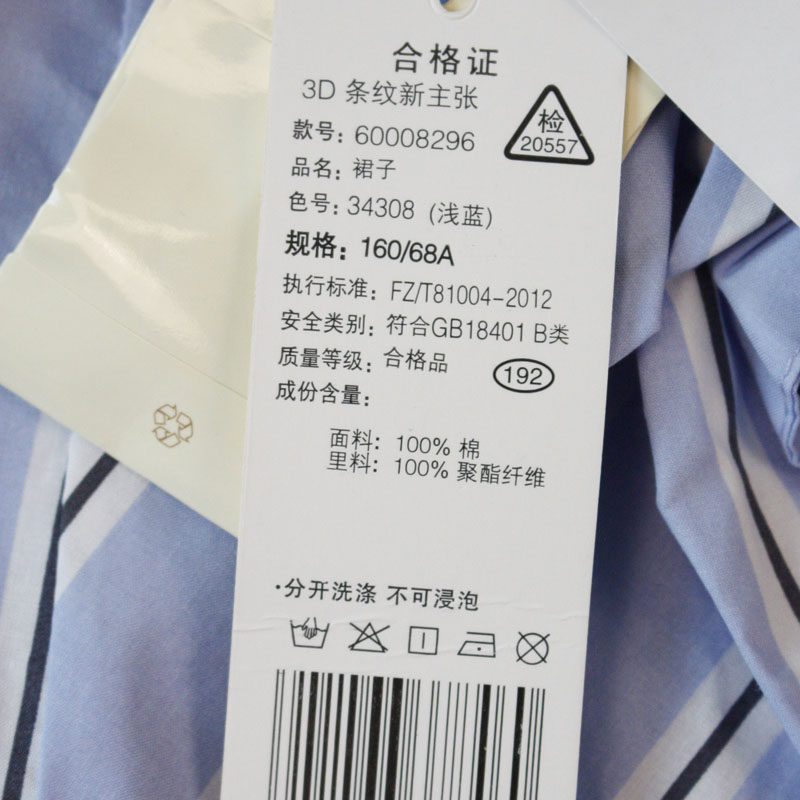 合格证
3D 条纹新主张
检
20557
款号：60008296
品名：裙子
色号：34308（浅蓝）
规格：160/68A
执行标准：FZ/T81004-2012
安全类别：符合GB18401 B类
质量等级：合格品
192
成份含量：
面料：100% 棉
里料：100% 聚酯纤维
·分开洗涤 不可浸泡